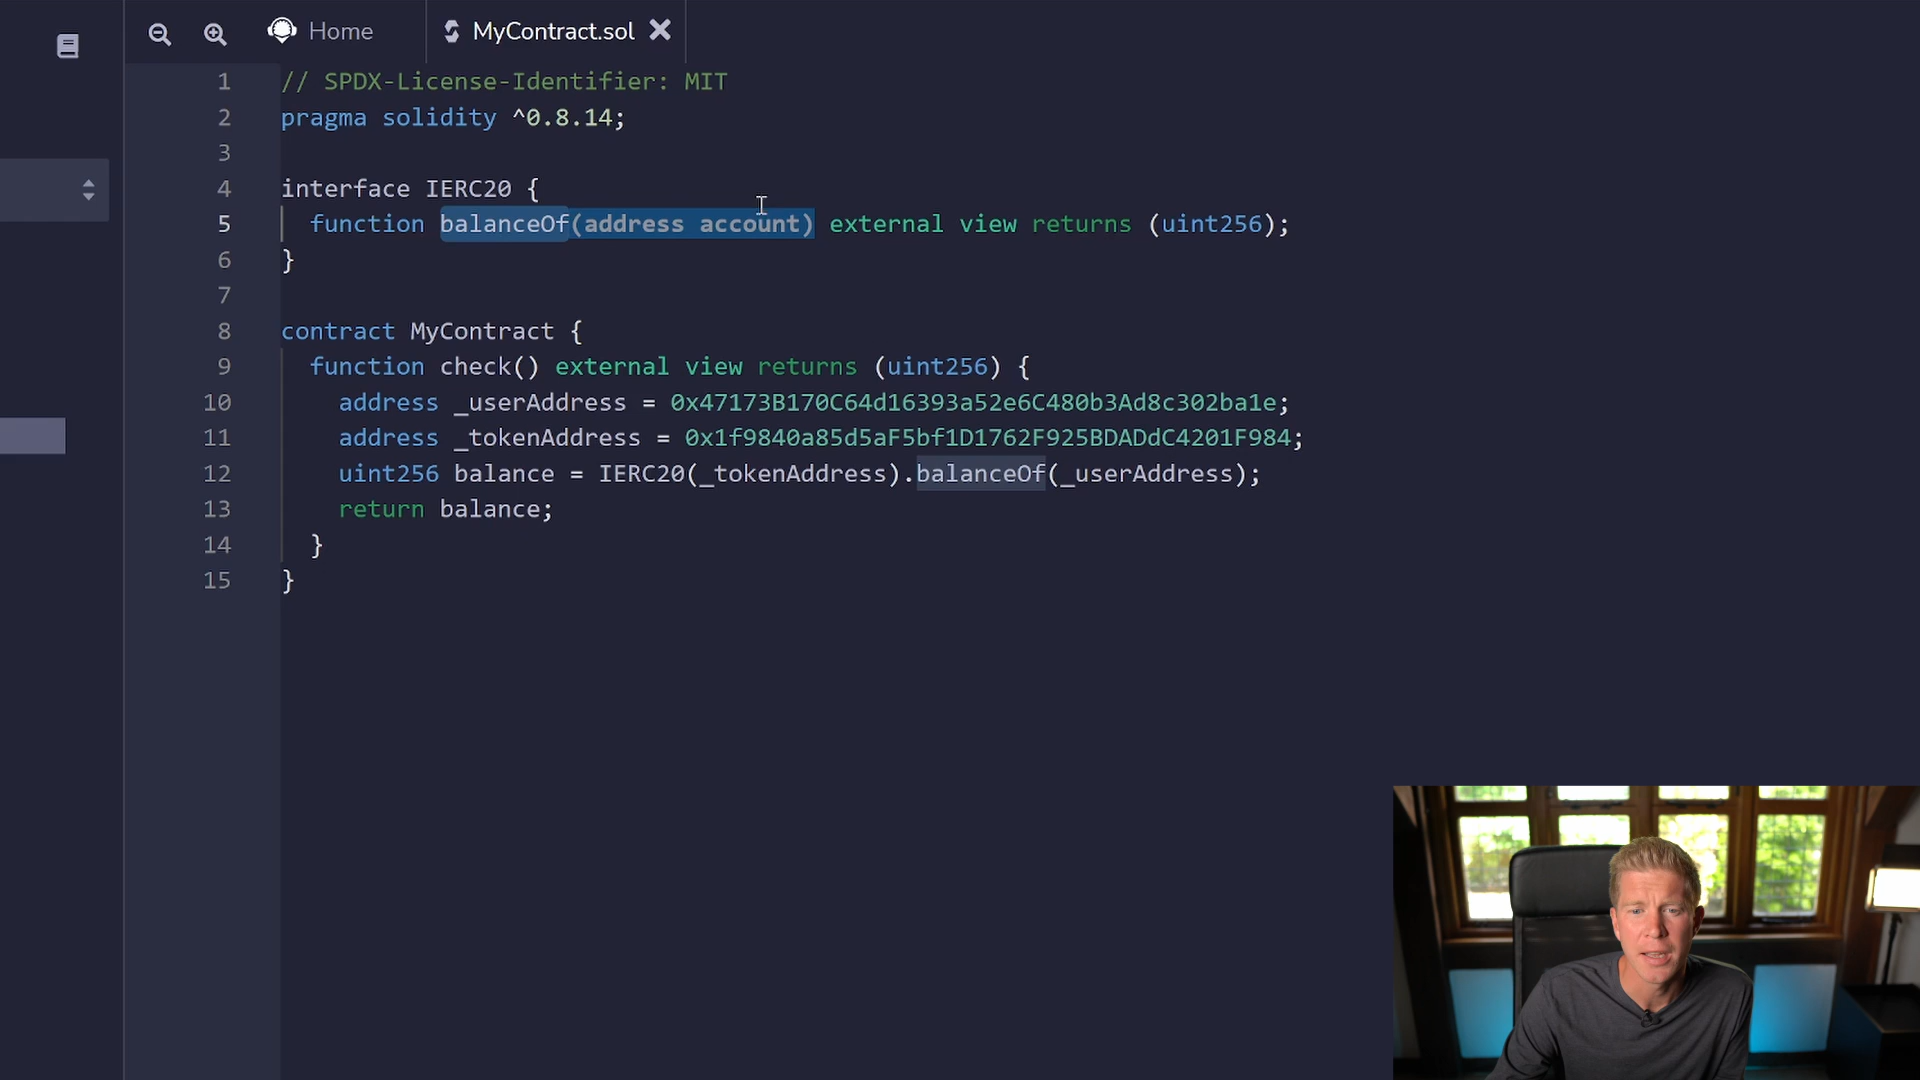 Home MyContract.sol
1 // SPDX-License-Identifier: MIT
2 pragma solidity ^0.8.14;
3
4 interface IERC20 {
5 function balanceOf(address account) external view returns (uint256);
6 }
7
8 contract MyContract {
9 function check() external view returns (uint256) {
10 address _userAddress = 0x47173B170C64d16393a52e6C480b3Ad8c302ba1e;
11 address _tokenAddress = 0x1f9840a85d5aF5bf1D1762F925BDADdC4201F984;
12 uint256 balance = IERC20(_tokenAddress).balanceOf(_userAddress);
13 return balance;
14 }
15 }